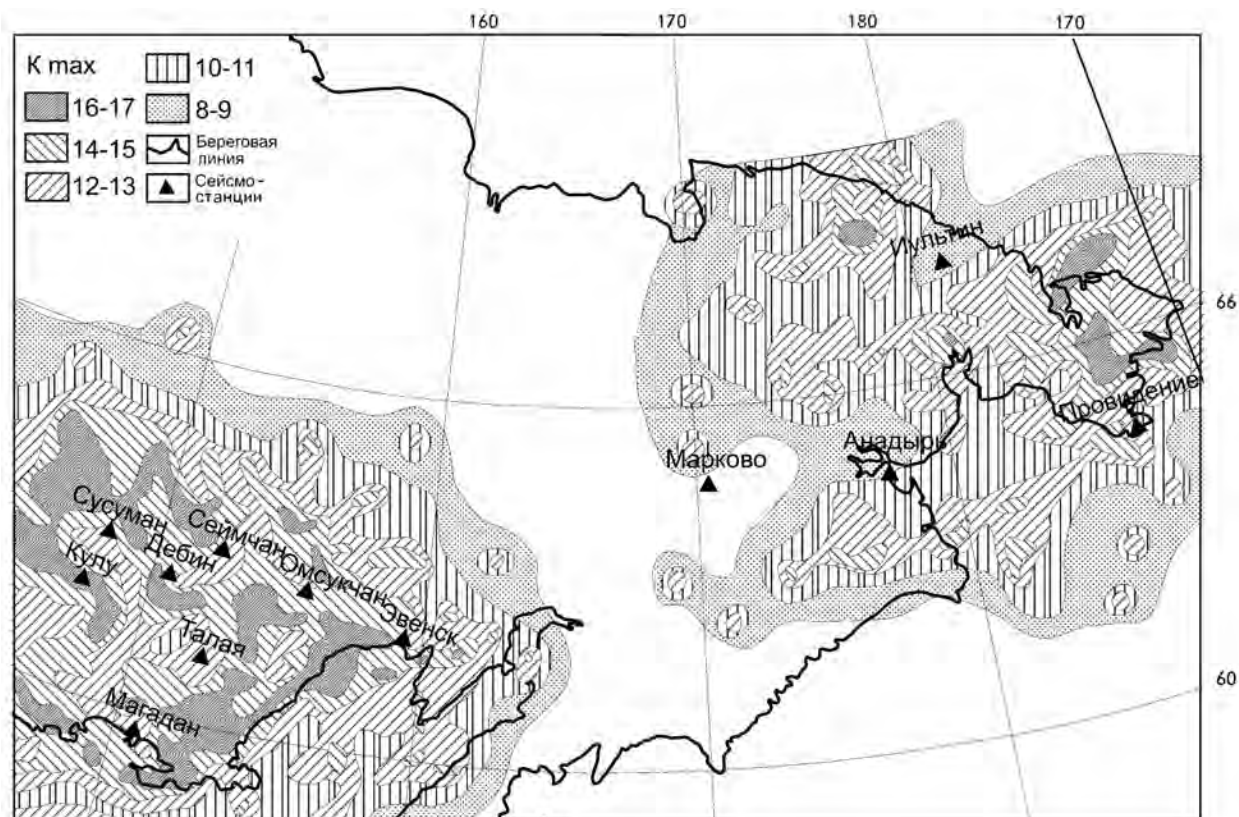 160 170 180 170
K max
10-11
16-17
8-9
14-15
Береговая
линия
12-13
Сейсмо-
станции
Иультин
66
Провидение
Анадырь
Марково
Сусуман
Сеймчан
Кулу
Дебин
Омсукчан
Эвенск
Талая
60
Магадан